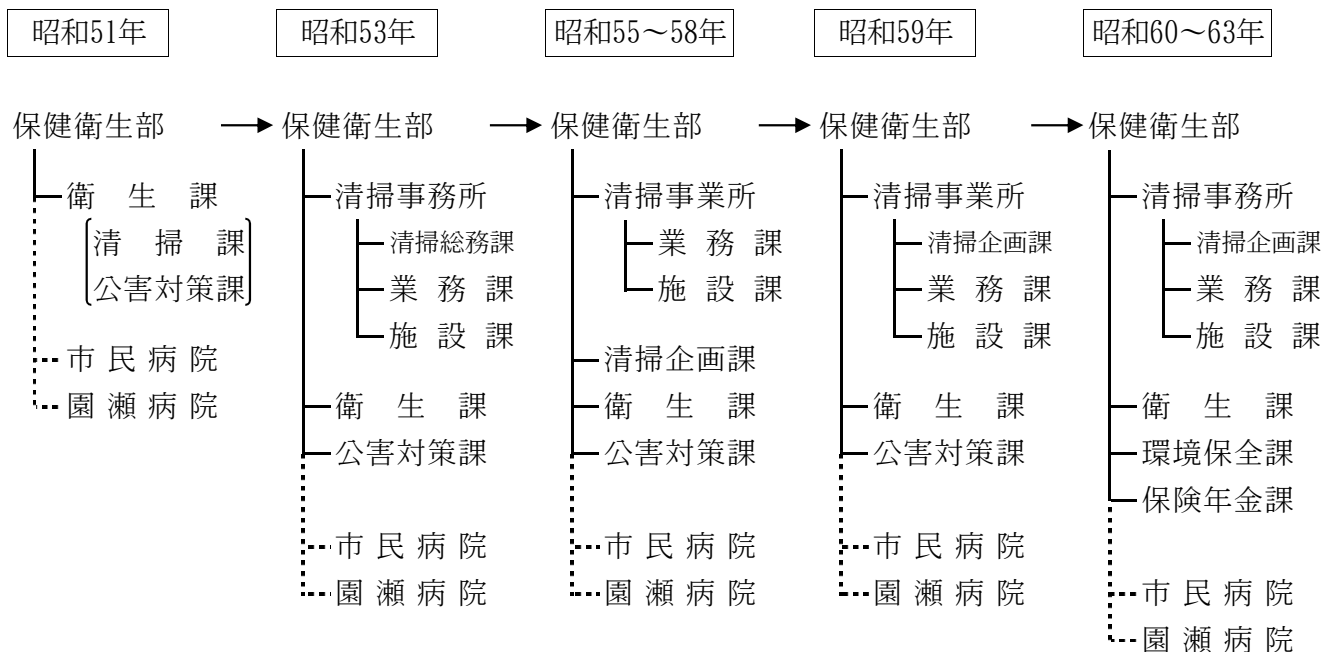 昭和51年 昭和53年 昭和55～58年 昭和59年 昭和60～63年
保健衛生部 → 保健衛生部 → 保健衛生部 → 保健衛生部 → 保健衛生部
衛生課 清掃事務所 清掃事業所 清掃事業所 清掃事務所
清掃課 清掃総務課 業務課 清掃企画課 清掃企画課
公害対策課 業務課 施設課 業務課 業務課
施設課 施設課 施設課
市民病院 清掃企画課
園瀬病院 衛生課 衛生課 衛生課 衛生課
公害対策課 公害対策課 公害対策課 環境保全課
保険年金課
市民病院 市民病院 市民病院
園瀬病院 園瀬病院 園瀬病院 市民病院
園瀬病院